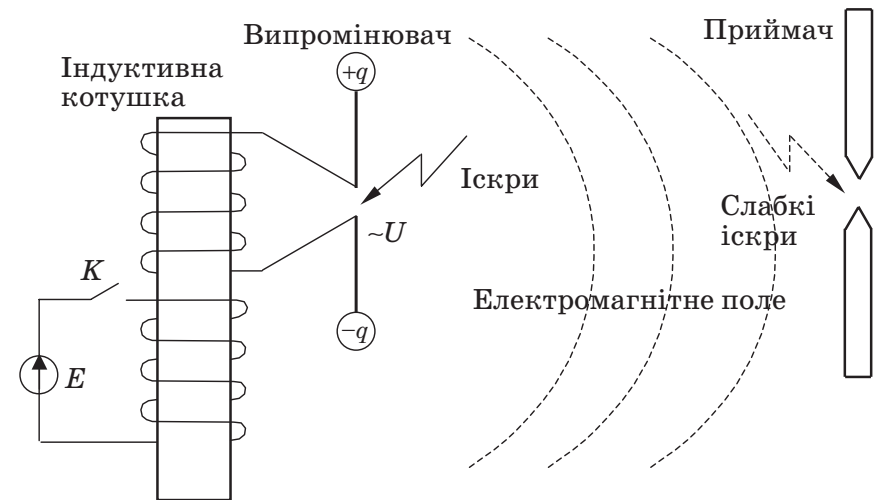 Випромінювач
Приймач
Індуктивна
котушка
+q
Іскри
Слабкі
іскри
~U
K
Електромагнітне поле
−q
E